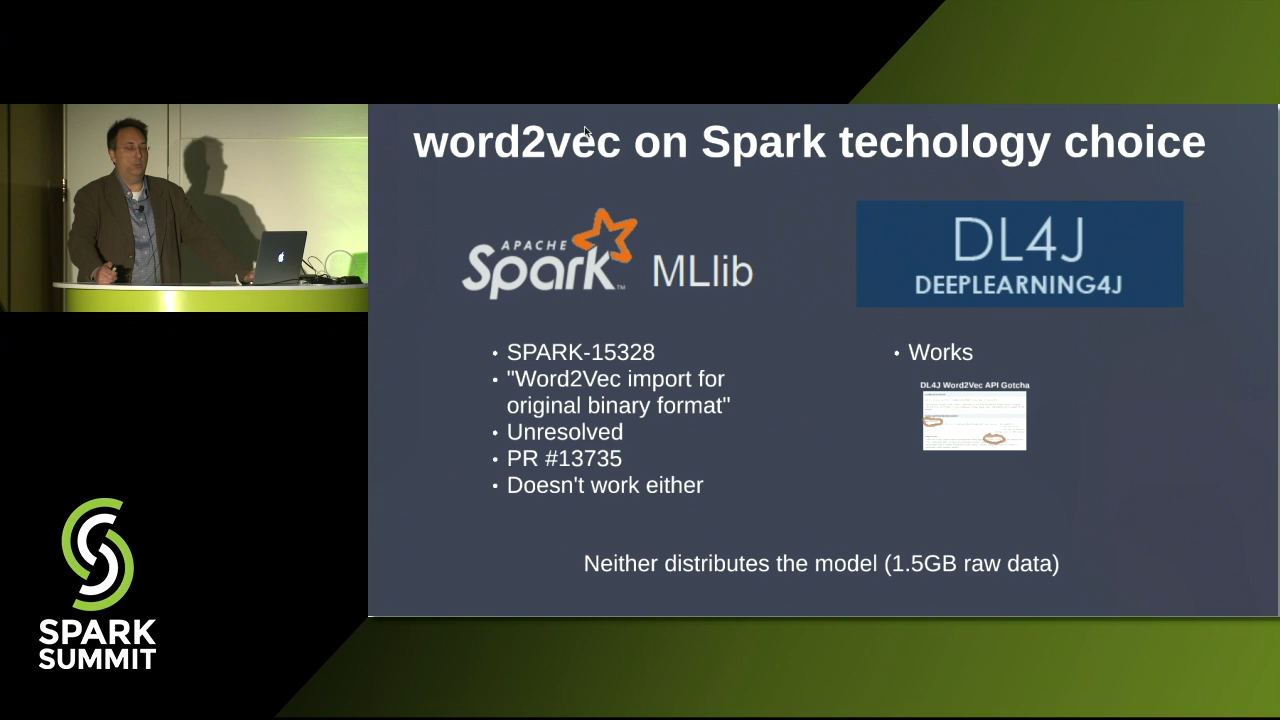 word2vec on Spark techology choice
APACHE
Spark
™
MLlib
DL4J
DEEPLEARNING4J
• SPARK-15328
• "Word2Vec import for
original binary format"
• Unresolved
• PR #13735
• Doesn't work either
• Works
DL4J Word2Vec API Gotcha
Neither distributes the model (1.5GB raw data)
SPARK
SUMMIT